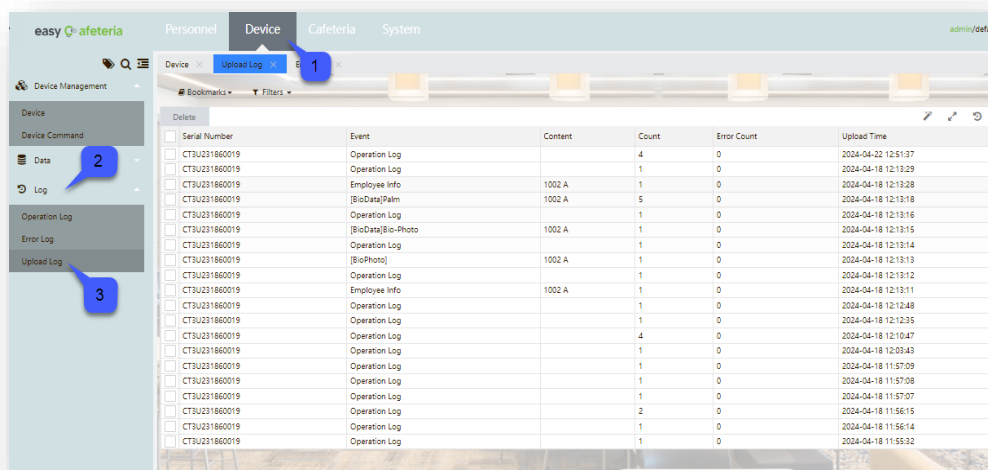 easy Cafeteria
Personnel Device Cafeteria System
admin/defa
1
Device × Upload Log × E ×
Device Management
Bookmarks Filters
Device
Delete
Device Command
Serial Number Event Content Count Error Count Upload Time
Data
2
Log
Operation Log
Error Log
Upload Log
3
CT3U231860019 Operation Log 4 0 2024-04-22 12:51:37
CT3U231860019 Operation Log 1 0 2024-04-18 12:13:29
CT3U231860019 Employee Info 1002 A 1 0 2024-04-18 12:13:28
CT3U231860019 [BioData]Palm 1002 A 5 0 2024-04-18 12:13:18
CT3U231860019 Operation Log 1 0 2024-04-18 12:13:16
CT3U231860019 [BioData]Bio-Photo 1002 A 1 0 2024-04-18 12:13:15
CT3U231860019 Operation Log 1 0 2024-04-18 12:13:14
CT3U231860019 [BioPhoto] 1002 A 1 0 2024-04-18 12:13:13
CT3U231860019 Operation Log 1 0 2024-04-18 12:13:12
CT3U231860019 Employee Info 1002 A 1 0 2024-04-18 12:13:11
CT3U231860019 Operation Log 1 0 2024-04-18 12:12:48
CT3U231860019 Operation Log 1 0 2024-04-18 12:12:35
CT3U231860019 Operation Log 4 0 2024-04-18 12:10:47
CT3U231860019 Operation Log 1 0 2024-04-18 12:03:43
CT3U231860019 Operation Log 1 0 2024-04-18 11:57:09
CT3U231860019 Operation Log 1 0 2024-04-18 11:57:08
CT3U231860019 Operation Log 1 0 2024-04-18 11:57:07
CT3U231860019 Operation Log 2 0 2024-04-18 11:56:15
CT3U231860019 Operation Log 1 0 2024-04-18 11:56:14
CT3U231860019 Operation Log 1 0 2024-04-18 11:55:32